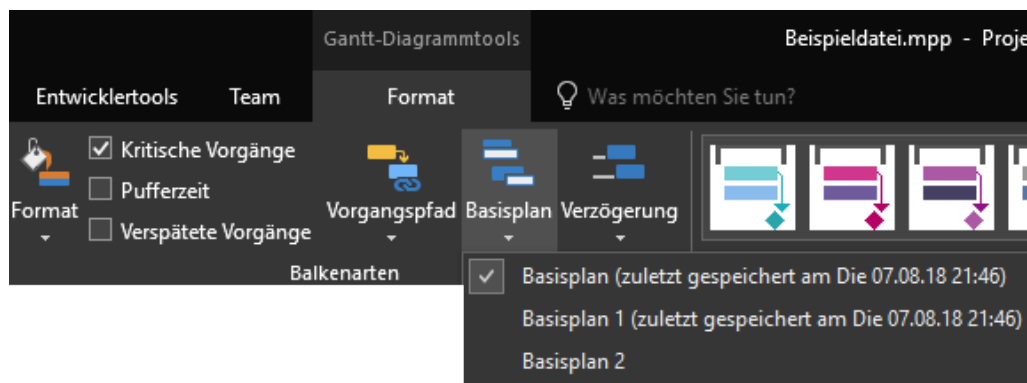 Gantt-Diagrammtools
Beispieldatei.mpp - Proje
Entwicklertools Team Format Was möchten Sie tun?
Kritische Vorgänge
Pufferzeit
Verspätete Vorgänge
Format Vorgangspfad Basisplan Verzögerung
Balkenarten
Basisplan (zuletzt gespeichert am Die 07.08.18 21:46)
Basisplan 1 (zuletzt gespeichert am Die 07.08.18 21:46)
Basisplan 2